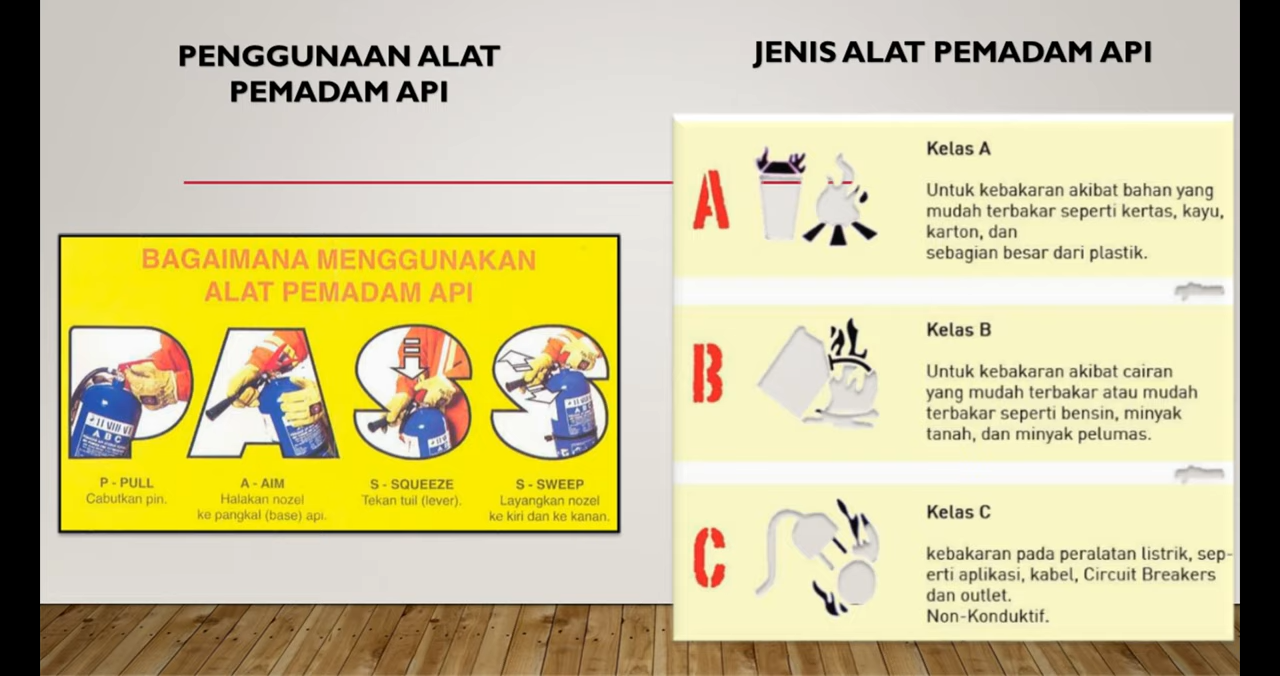 PENGGUNAAN ALAT
PEMADAM API
BAGAIMANA MENGGUNAKAN
ALAT PEMADAM API
PASS
ABC
P - PULL
Cabutkan pin.
A - AIM
Halakan nozel
ke pangkal (base) api.
S - SQUEEZE
Tekan tuil (lever).
S - SWEEP
Layangkan nozel
ke kiri dan ke kanan.
JENIS ALAT PEMADAM API
A
Kelas A
Untuk kebakaran akibat bahan yang
mudah terbakar seperti kertas, kayu,
karton, dan
sebagian besar dari plastik.
B
Kelas B
Untuk kebakaran akibat cairan
yang mudah terbakar atau mudah
terbakar seperti bensin, minyak
tanah, dan minyak pelumas.
C
Kelas C
kebakaran pada peralatan listrik, sep-
erti aplikasi, kabel, Circuit Breakers
dan outlet.
Non-Konduktif.